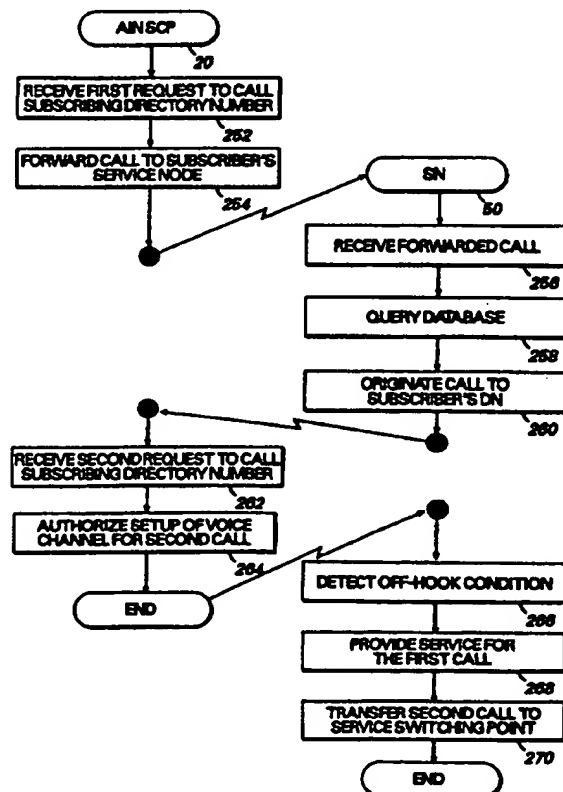 AIN SCP
20
RECEIVE FIRST REQUEST TO CALL
SUBSCRIBING DIRECTORY NUMBER
252
FORWARD CALL TO SUBSCRIBER'S
SERVICE NODE
254
SN
50
RECEIVE FORWARDED CALL
256
QUERY DATABASE
258
ORIGINATE CALL TO
SUBSCRIBER'S DN
260
RECEIVE SECOND REQUEST TO CALL
SUBSCRIBING DIRECTORY NUMBER
262
AUTHORIZE SETUP OF VOICE
CHANNEL FOR SECOND CALL
264
END
DETECT OFF-HOOK CONDITION
266
PROVIDE SERVICE FOR
THE FIRST CALL
268
TRANSFER SECOND CALL TO
SERVICE SWITCHING POINT
270
END